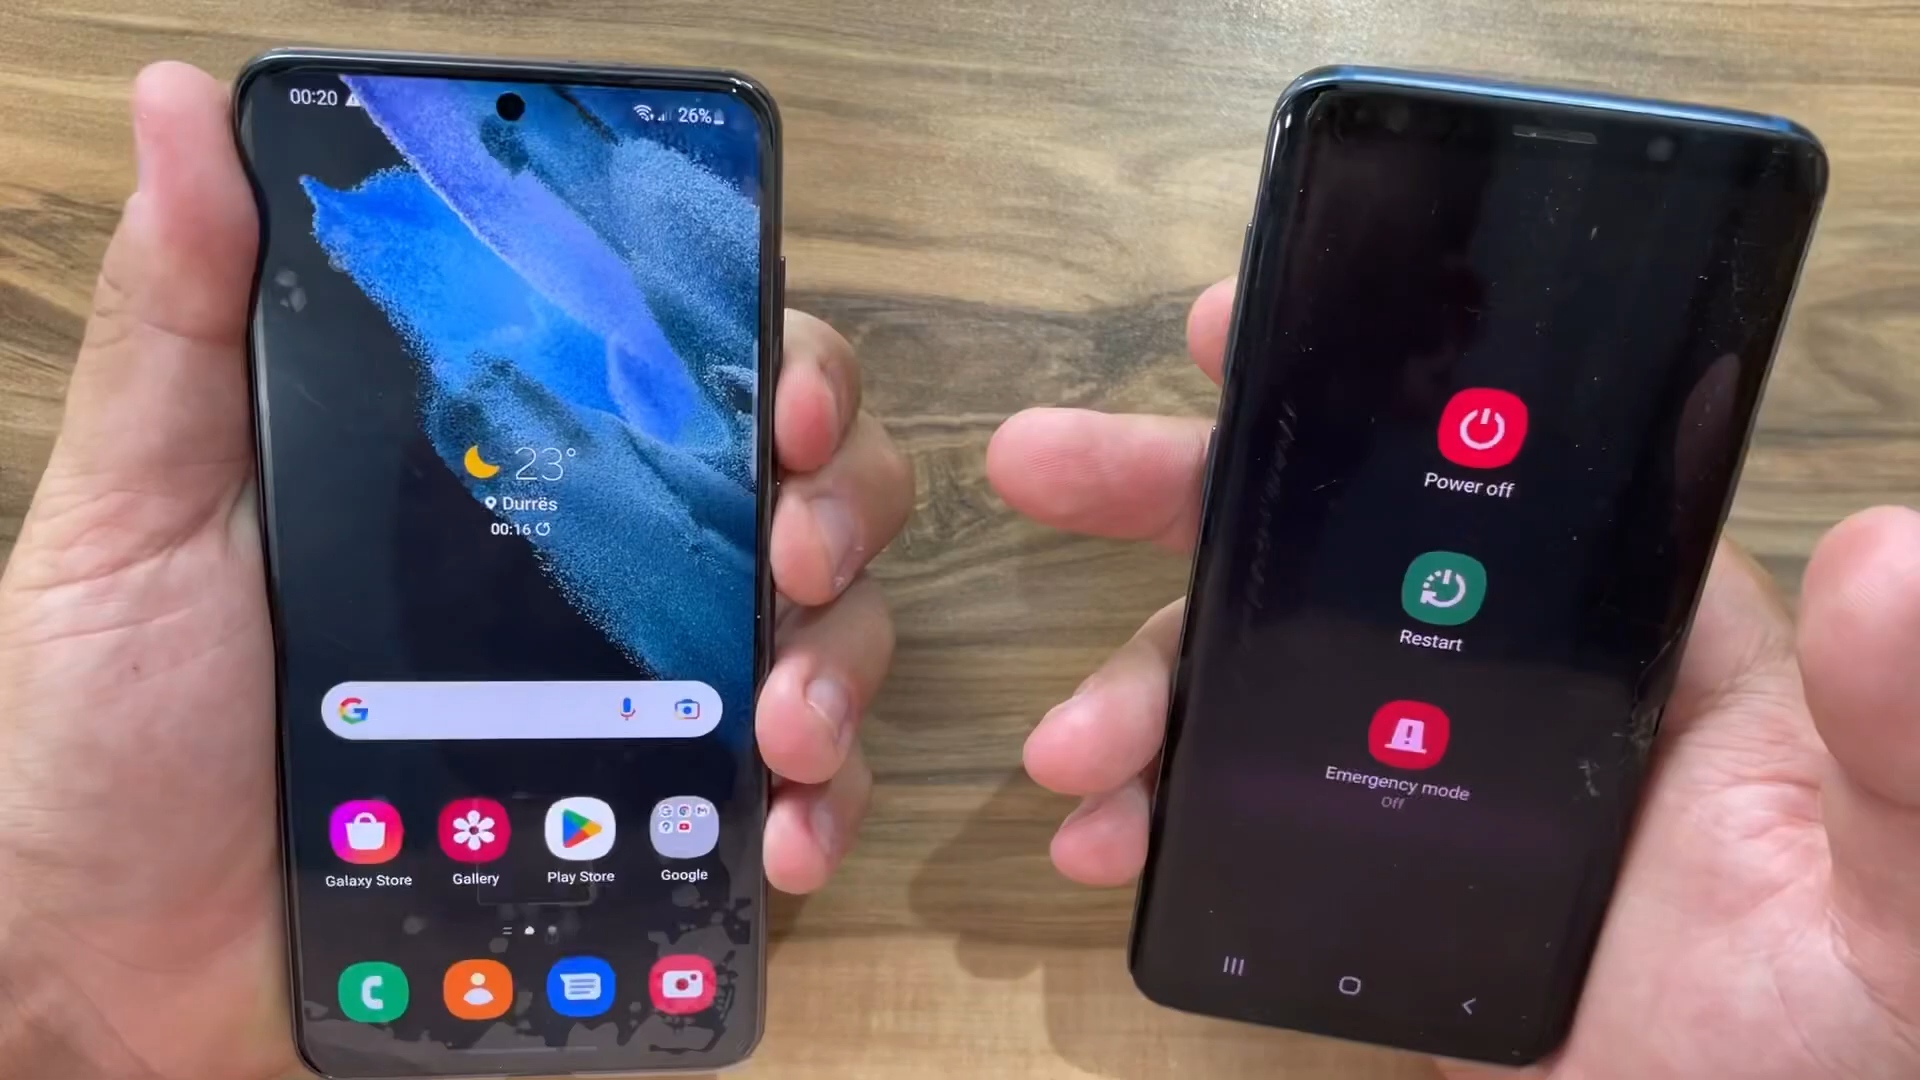 00:20
26%
23°
Durrës
00:16
Galaxy Store
Gallery
Play Store
Google
Power off
Restart
Emergency mode
Off